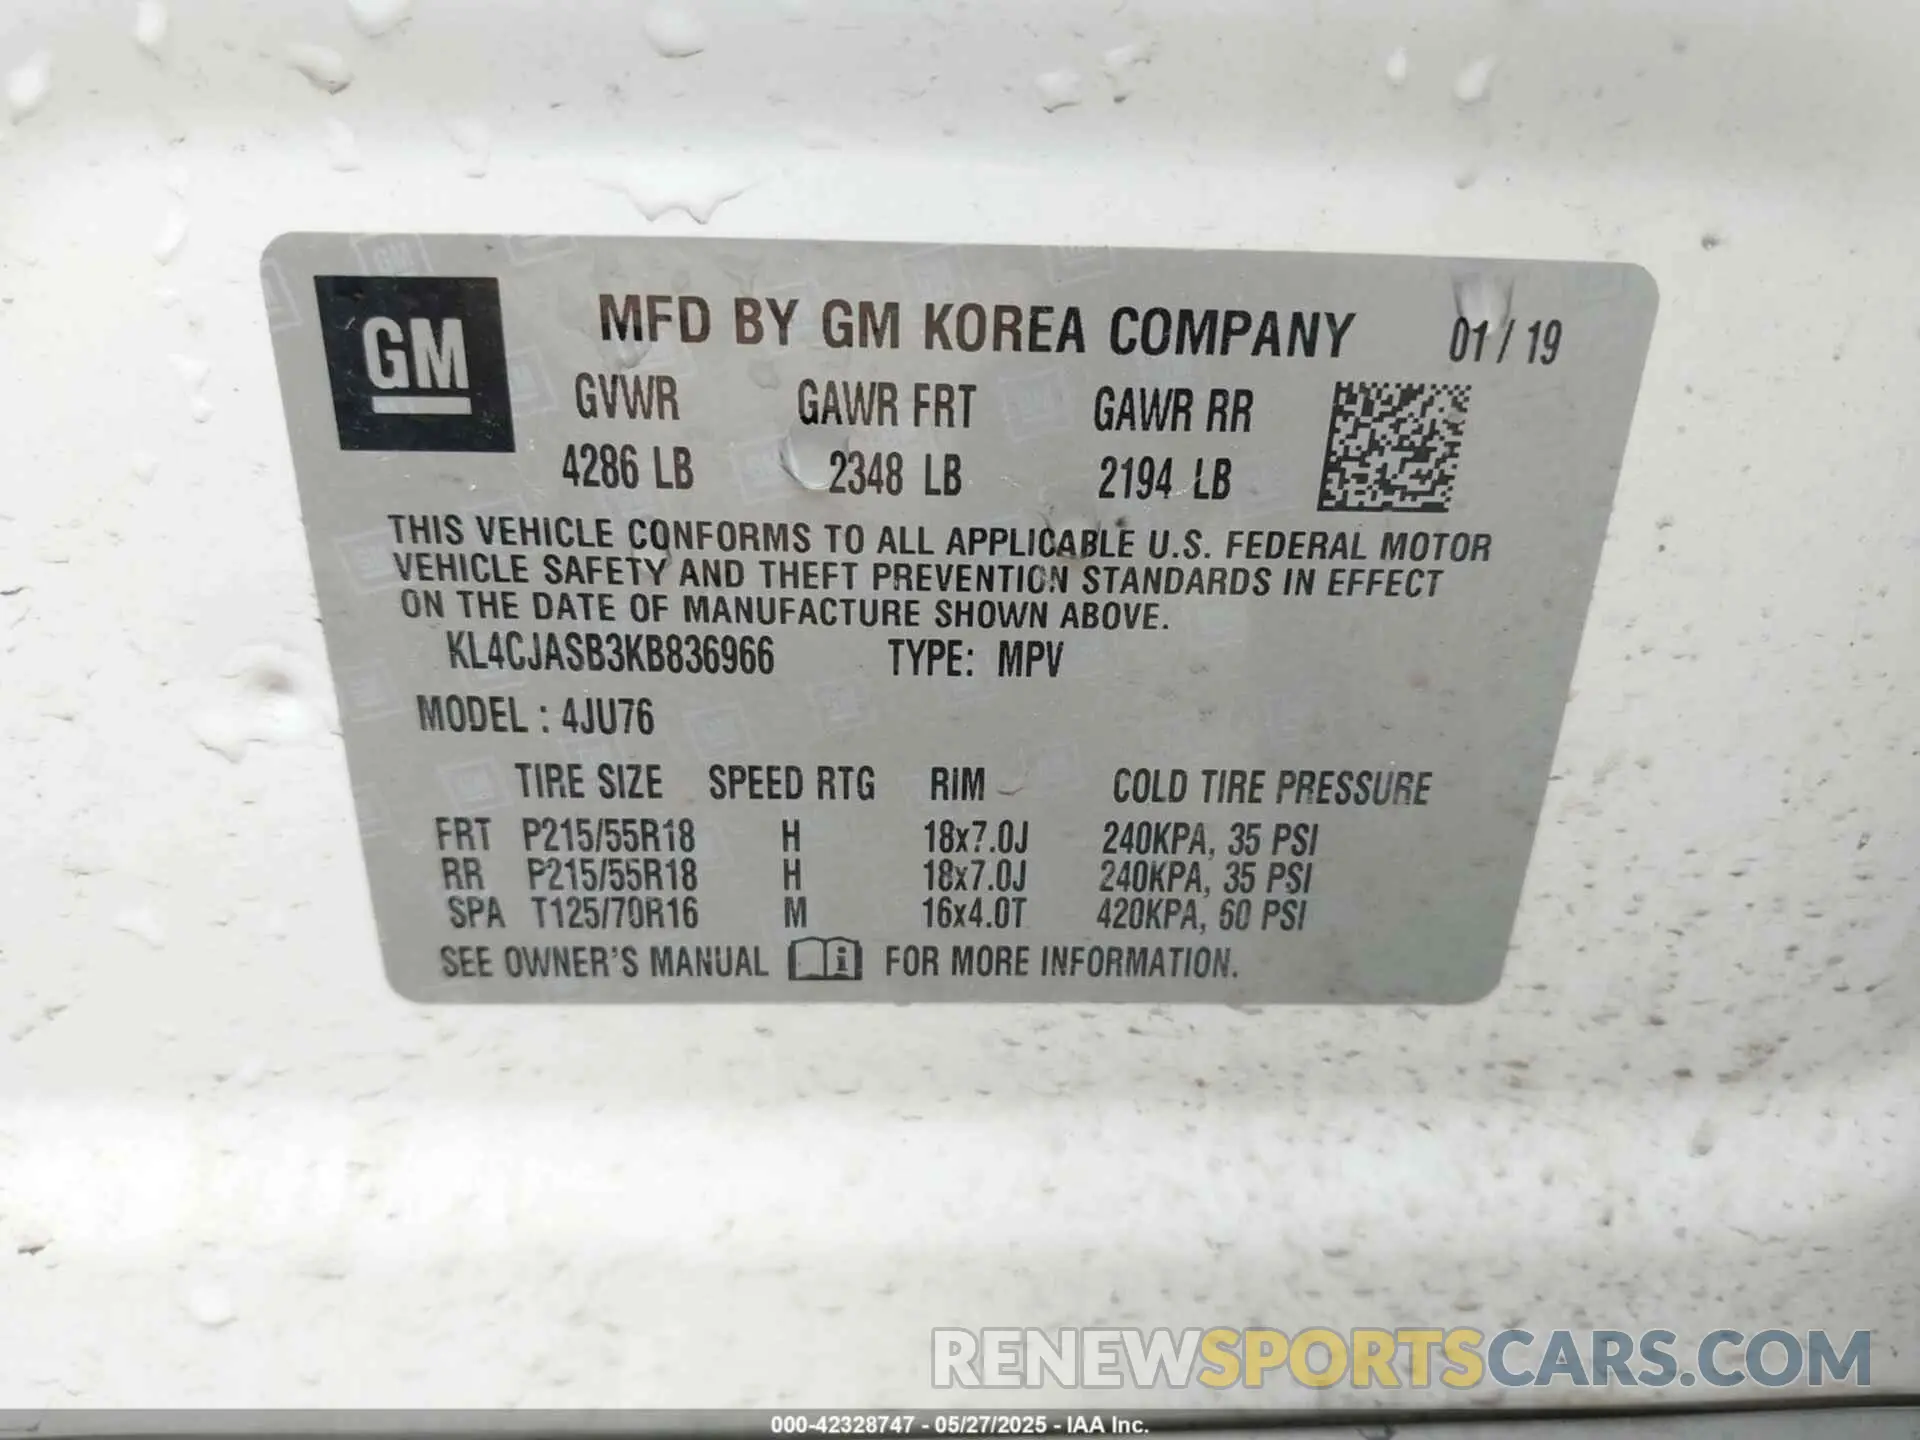 GM
MFD BY GM KOREA COMPANY 01 / 19
GVWR GAWR FRT GAWR RR
4286 LB 2348 LB 2194 LB
THIS VEHICLE CONFORMS TO ALL APPLICABLE U.S. FEDERAL MOTOR
VEHICLE SAFETY AND THEFT PREVENTION STANDARDS IN EFFECT
ON THE DATE OF MANUFACTURE SHOWN ABOVE.
KL4CJASB3KB836966 TYPE: MPV
MODEL : 4JU76
TIRE SIZE SPEED RTG RIM COLD TIRE PRESSURE
FRT P215/55R18 H 18x7.0J 240KPA, 35 PSI
RR P215/55R18 H 18x7.0J 240KPA, 35 PSI
SPA T125/70R16 M 16x4.0T 420KPA, 60 PSI
SEE OWNER'S MANUAL i FOR MORE INFORMATION.
RENEWSPORTSCARS.COM
000-42328747 - 05/27/2025 - IAA Inc.